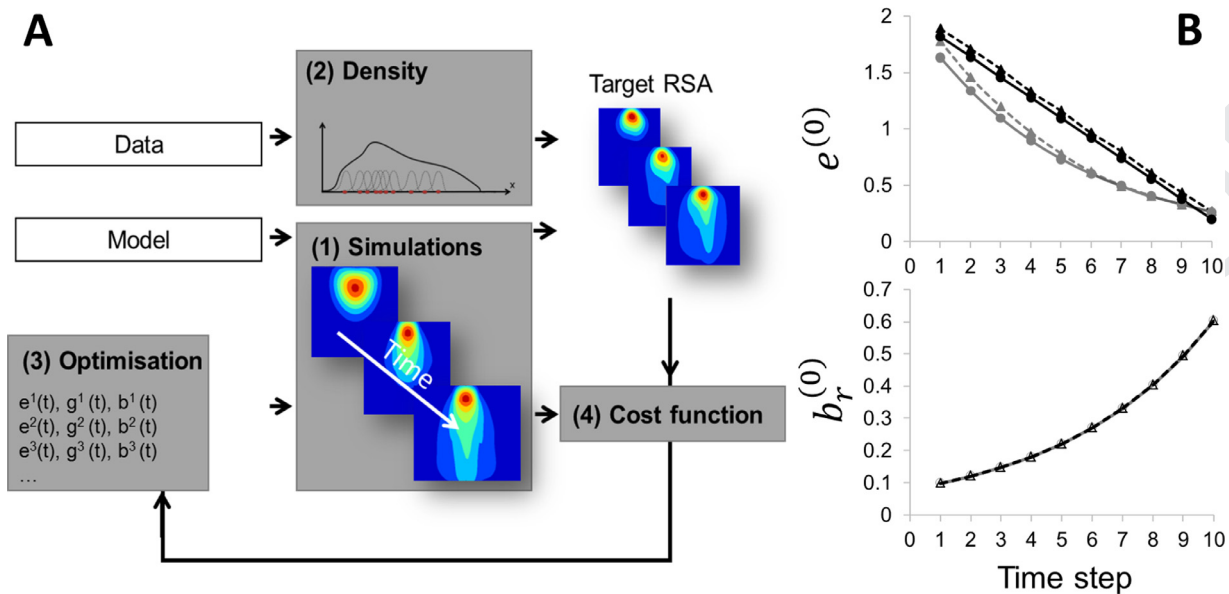 A
(2) Density
x
Target RSA
Data
Model
(1) Simulations
Time
(3) Optimisation
e¹(t), g¹(t), b¹(t)
e²(t), g²(t), b²(t)
e³(t), g³(t), b³(t)
...
(4) Cost function
B
2
1.5
1
0.5
0
e⁽⁰⁾
0 1 2 3 4 5 6 7 8 9 10
0.7
0.6
0.5
0.4
0.3
0.2
0.1
0
bᵣ⁽⁰⁾
0 1 2 3 4 5 6 7 8 9 10
Time step